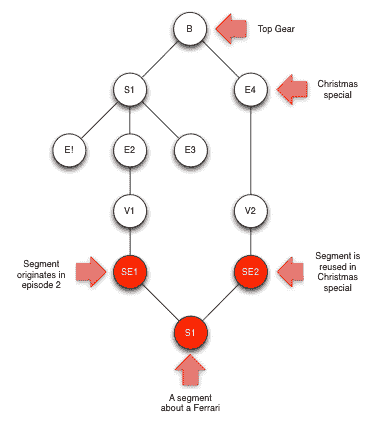 B
Top Gear
S1
E4
Christmas
special
E!
E2
E3
V1
V2
Segment
originates in
episode 2
SE1
SE2
Segment is
reused in
Christmas
special
S1
A segment
about a Ferrari